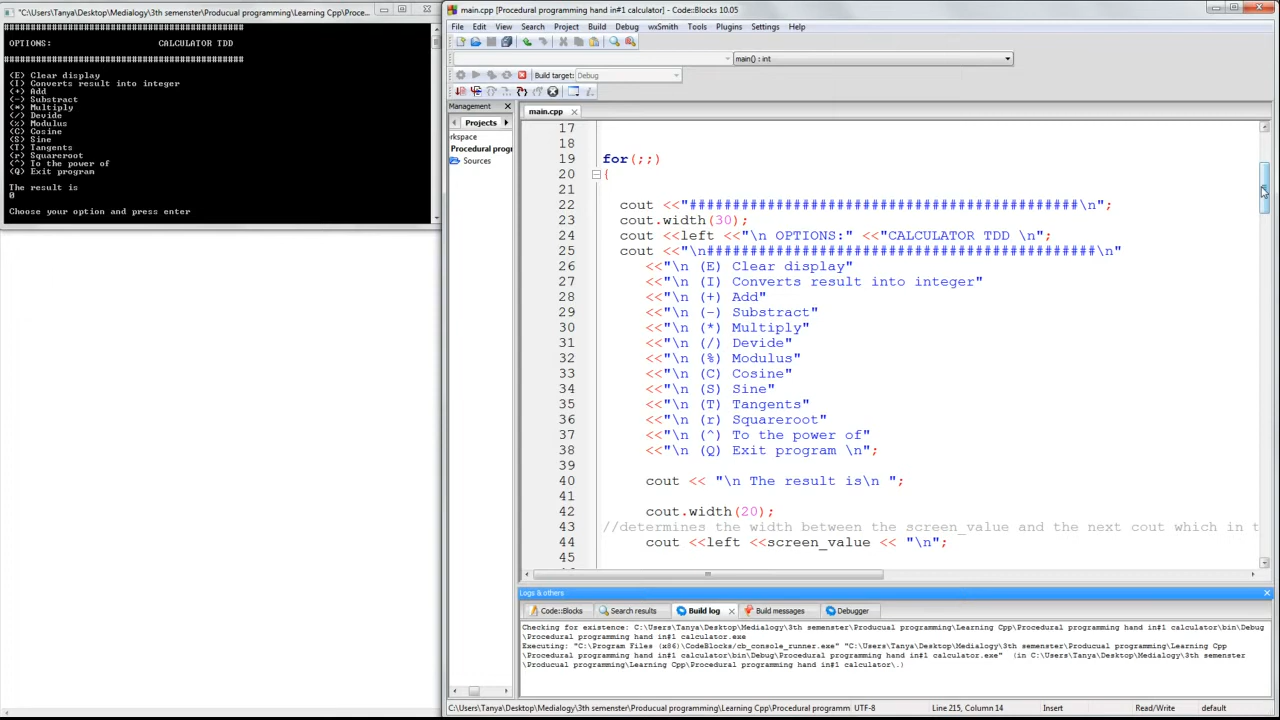 "C:\Users\Tanya\Desktop\Medialogy\3th semenster\Producual programming\Learning Cpp\Proce...
###########################################
OPTIONS: CALCULATOR TDD
###########################################
(E) Clear display
(I) Converts result into integer
(+) Add
(-) Substract
(*) Multiply
(/) Devide
(%) Modulus
(C) Cosine
(S) Sine
(T) Tangents
(r) Squareroot
(^) To the power of
(Q) Exit program
The result is
0
Choose your option and press enter
main.cpp [Procedural programming hand in#1 calculator] - Code::Blocks 10.05
File Edit View Search Project Build Debug wxSmith Tools Plugins Settings Help
main() : int
Build target: Debug
Management
Projects
rkspace
Procedural progr
Sources
main.cpp
17
18
19 for(;;)
20 {
21
22 cout <<"#############################################\n";
23 cout.width(30);
24 cout <<left <<"\n OPTIONS:" <<"CALCULATOR TDD \n";
25 cout <<"\n#############################################\n"
26 <<"\n (E) Clear display"
27 <<"\n (I) Converts result into integer"
28 <<"\n (+) Add"
29 <<"\n (-) Substract"
30 <<"\n (*) Multiply"
31 <<"\n (/) Devide"
32 <<"\n (%) Modulus"
33 <<"\n (C) Cosine"
34 <<"\n (S) Sine"
35 <<"\n (T) Tangents"
36 <<"\n (r) Squareroot"
37 <<"\n (^) To the power of"
38 <<"\n (Q) Exit program \n";
39
40 cout << "\n The result is\n ";
41
42 cout.width(20);
43 //determines the width between the screen_value and the next cout which in t
44 cout <<left <<screen_value << "\n";
45
Logs & others
Code::Blocks Search results Build log Build messages Debugger
Checking for existence: C:\Users\Tanya\Desktop\Medialogy\3th semenster\Producual programming\Learning Cpp\Procedural programming hand in#1 calculator\bin\Debug
\Procedural programming hand in#1 calculator.exe
Executing: "C:\Program Files (x86)\CodeBlocks/cb_console_runner.exe" "C:\Users\Tanya\Desktop\Medialogy\3th semenster\Producual programming\Learning Cpp
\Procedural programming hand in#1 calculator\bin\Debug\Procedural programming hand in#1 calculator.exe" (in C:\Users\Tanya\Desktop\Medialogy\3th semenster
\Producual programming\Learning Cpp\Procedural programming hand in#1 calculator\.)
C:\Users\Tanya\Desktop\Medialogy\3th semenster\Producual programming\Learning Cpp\Procedural programm UTF-8 Line 215, Column 14 Insert Read/Write default